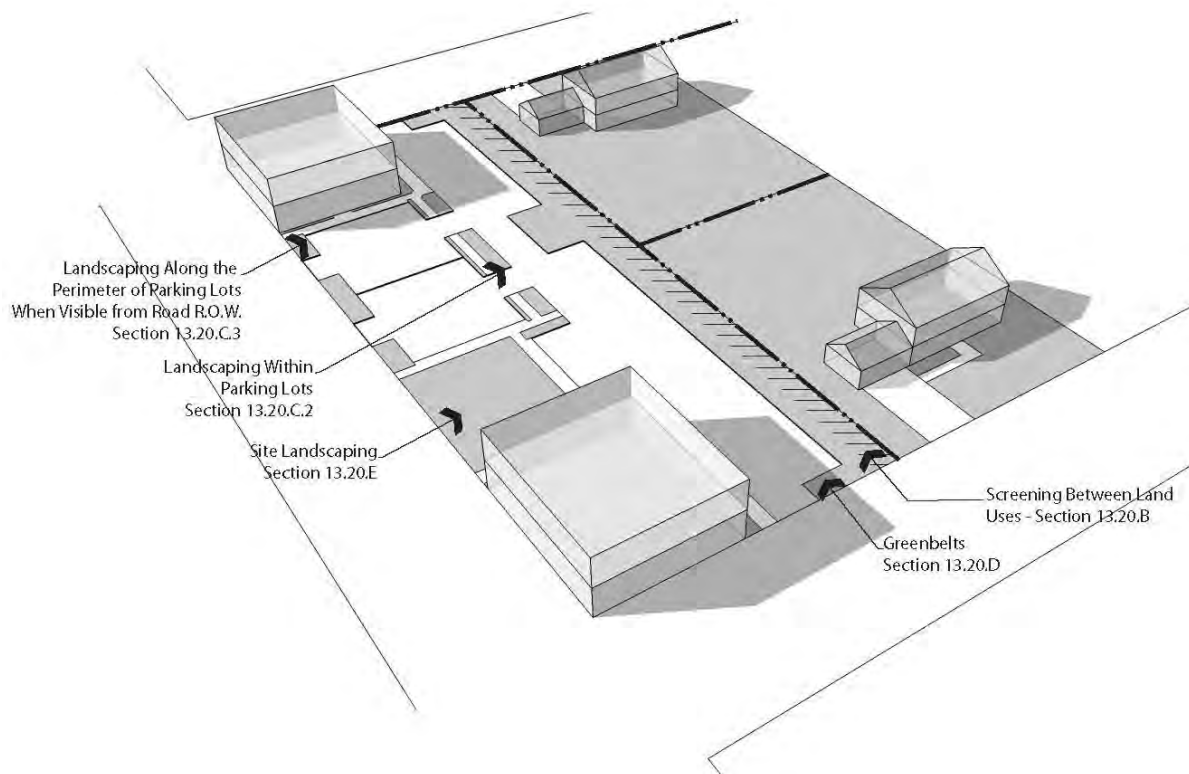 Landscaping Along the
Perimeter of Parking Lots
When Visible from Road R.O.W.
Section 13.20.C.3
Landscaping Within
Parking Lots
Section 13.20.C.2
Site Landscaping
Section 13.20.E
Screening Between Land
Uses - Section 13.20.B
Greenbelts
Section 13.20.D